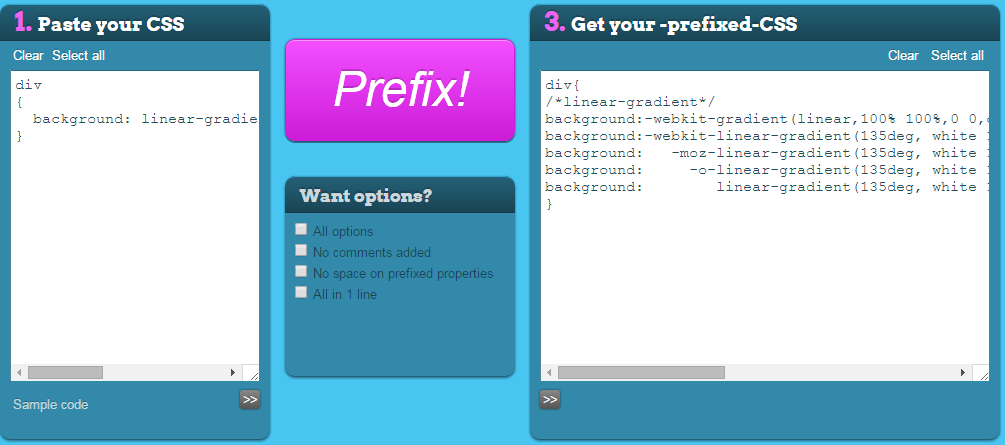 1. Paste your CSS
Clear Select all
div
{
background: linear-gradie
}
Sample code
>>
Prefix!
Want options?
All options
No comments added
No space on prefixed properties
All in 1 line
3. Get your -prefixed-CSS
Clear Select all
div{
/*linear-gradient*/
background:-webkit-gradient(linear,100% 100%,0 0,
background:-webkit-linear-gradient(135deg, white
background:   -moz-linear-gradient(135deg, white
background:     -o-linear-gradient(135deg, white
background:        linear-gradient(135deg, white
}
>>